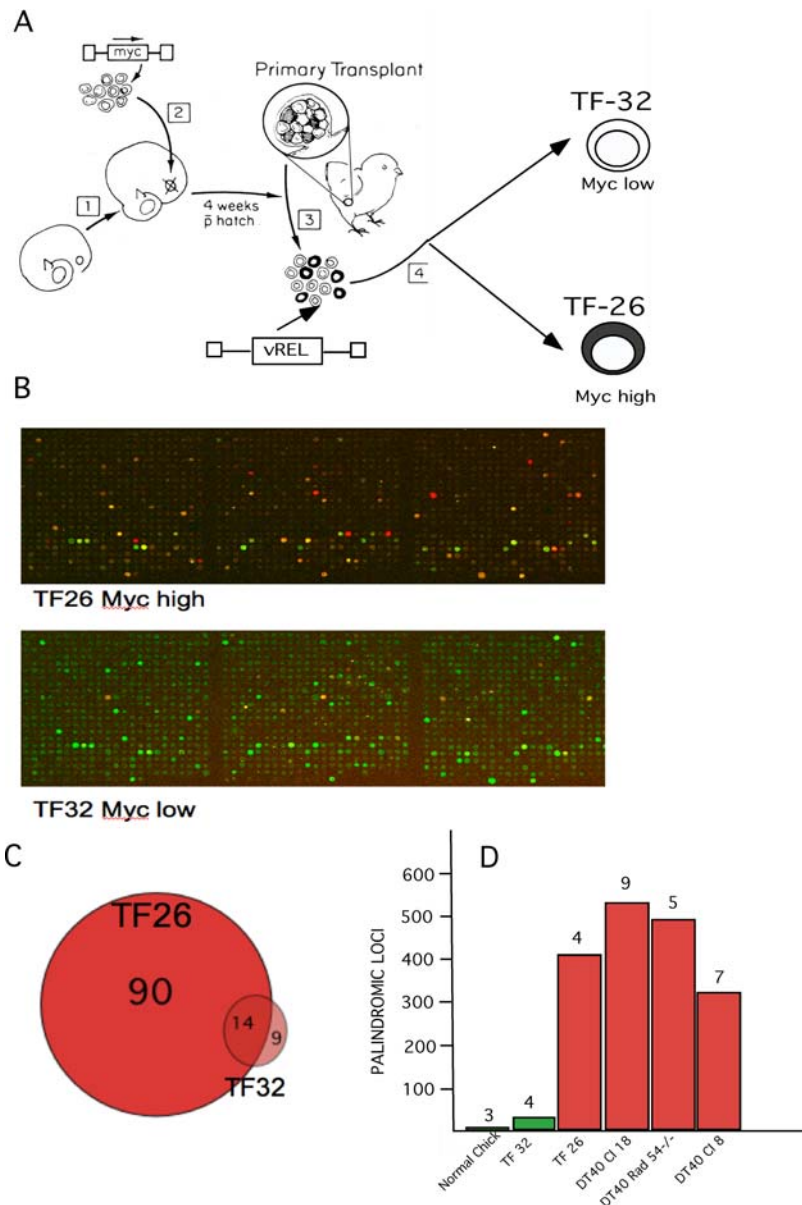 A
myc
Primary Transplant
2
1
4 weeks
p̄ hatch
3
4
vREL
TF-32
Myc low
TF-26
Myc high
B
TF26 Myc high
TF32 Myc low
C
TF26
90
14
9
TF32
D
PALINDROMIC LOCI
600
500
400
300
200
100
3
4
4
9
5
7
Normal Chick
TF 32
TF 26
DT40 Cl 18
DT40 Rad 54-/-
DT40 Cl 8